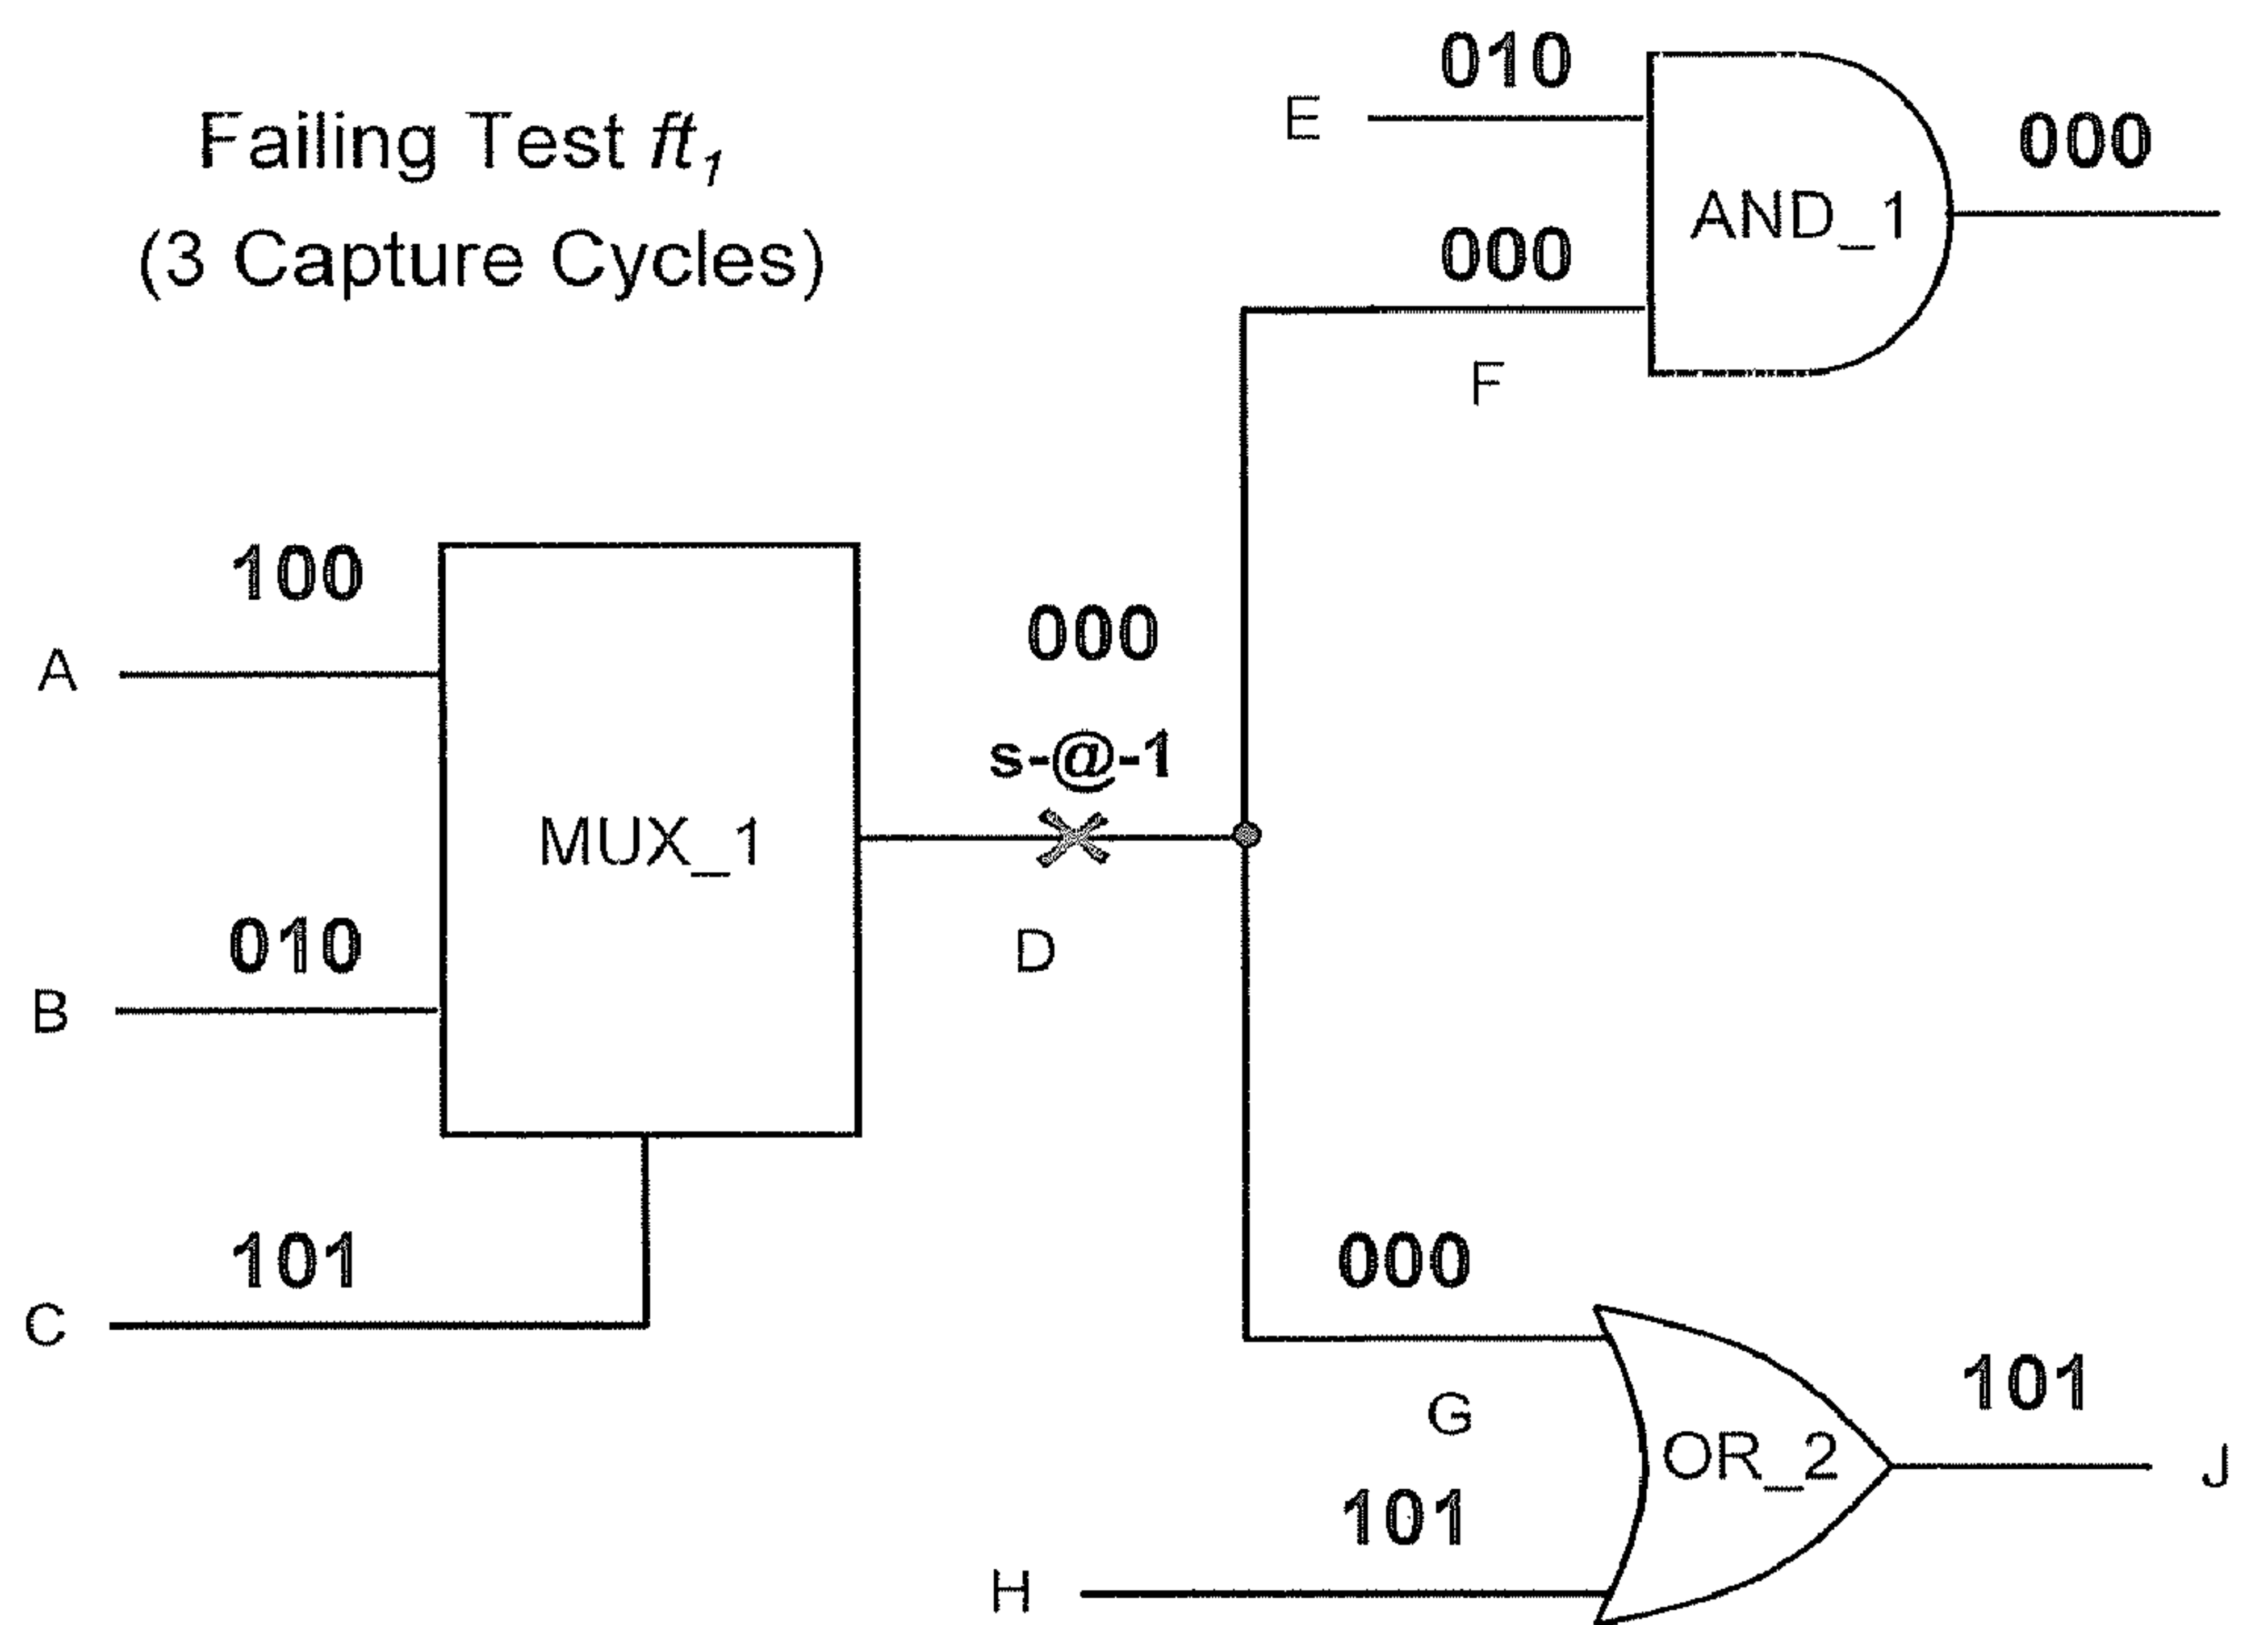 Failing Test ft1
(3 Capture Cycles)
010
E
000
AND_1
000
F
100
A
MUX_1
000
s-@-1
D
010
B
101
C
000
G
OR_2
101
J
101
H